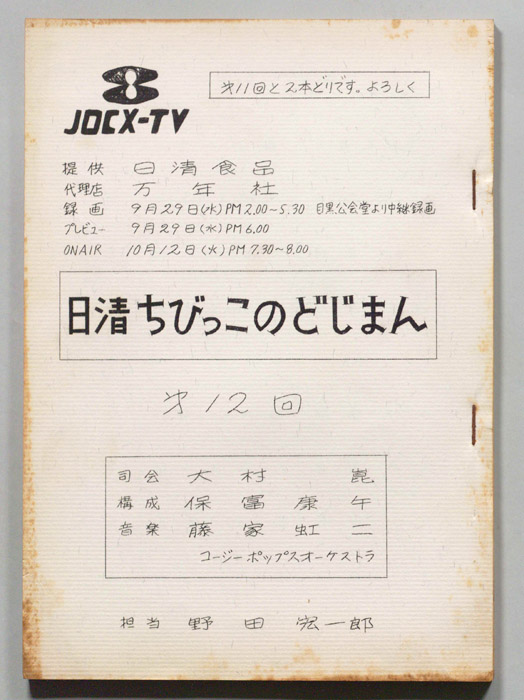 才11回と2本どりです。よろしく
JOCX-TV
提供 日清食品
代理店 万年社
録画 9月29日(水)PM2.00~5.30 目黒公会堂より中継録画
プレビュー 9月29日(水)PM6.00
ONAIR 10月12日(火)PM7.30~8.00
日清ちびっこのどじまん
才12回
司会 大村 崑
構成 保富康午
音楽 藤家虹二
コージーポップスオーケストラ
担当 野田宏一郎